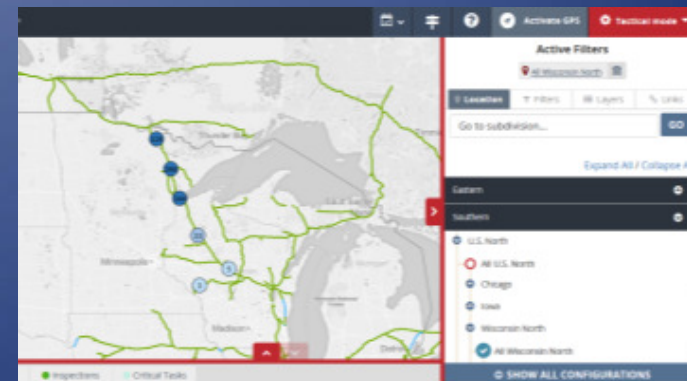 Activate GPS
Tactical mode
Active Filters
All Wisconsin North
Location Filters Layers Links
Go to subdivision... GO
Expand All / Collapse A
Eastern
Southern
U.S. North
All U.S. North
Chicago
Iowa
Wisconsin North
All Wisconsin North
SHOW ALL CONFIGURATIONS
Thunder Bay
Minneapolis
Madison
Inspections Critical Tasks